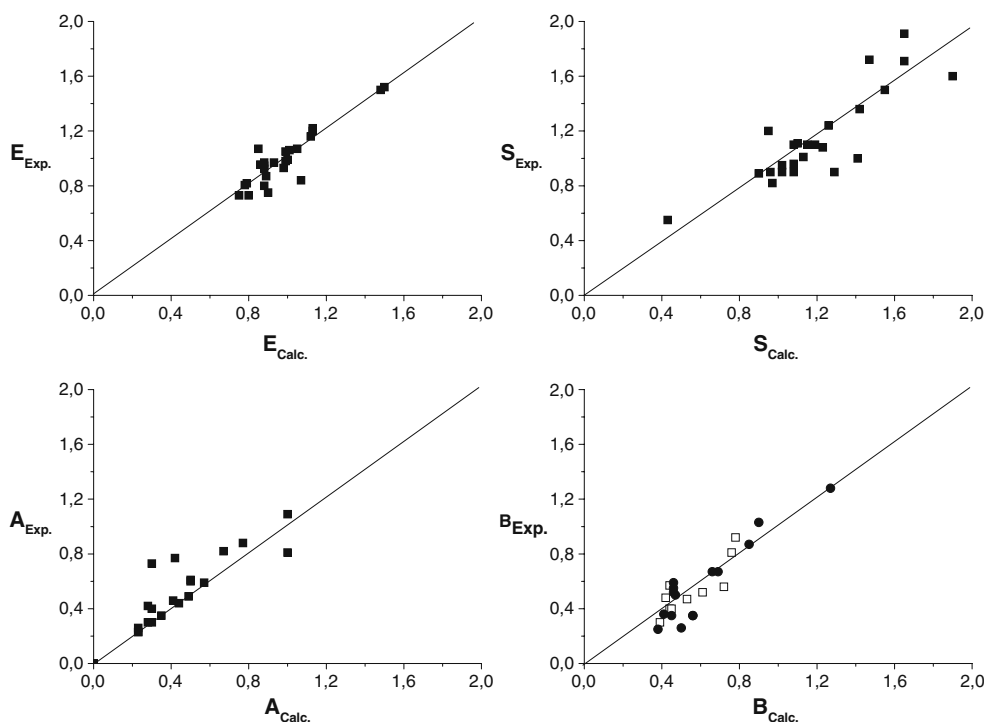 2,0
1,6
1,2
0,8
0,4
0,0
E Exp.
0,0 0,4 0,8 1,2 1,6 2,0
E Calc.
2,0
1,6
1,2
0,8
0,4
0,0
S Exp.
0,0 0,4 0,8 1,2 1,6 2,0
S Calc.
2,0
1,6
1,2
0,8
0,4
0,0
A Exp.
0,0 0,4 0,8 1,2 1,6 2,0
A Calc.
2,0
1,6
1,2
0,8
0,4
0,0
B Exp.
0,0 0,4 0,8 1,2 1,6 2,0
B Calc.